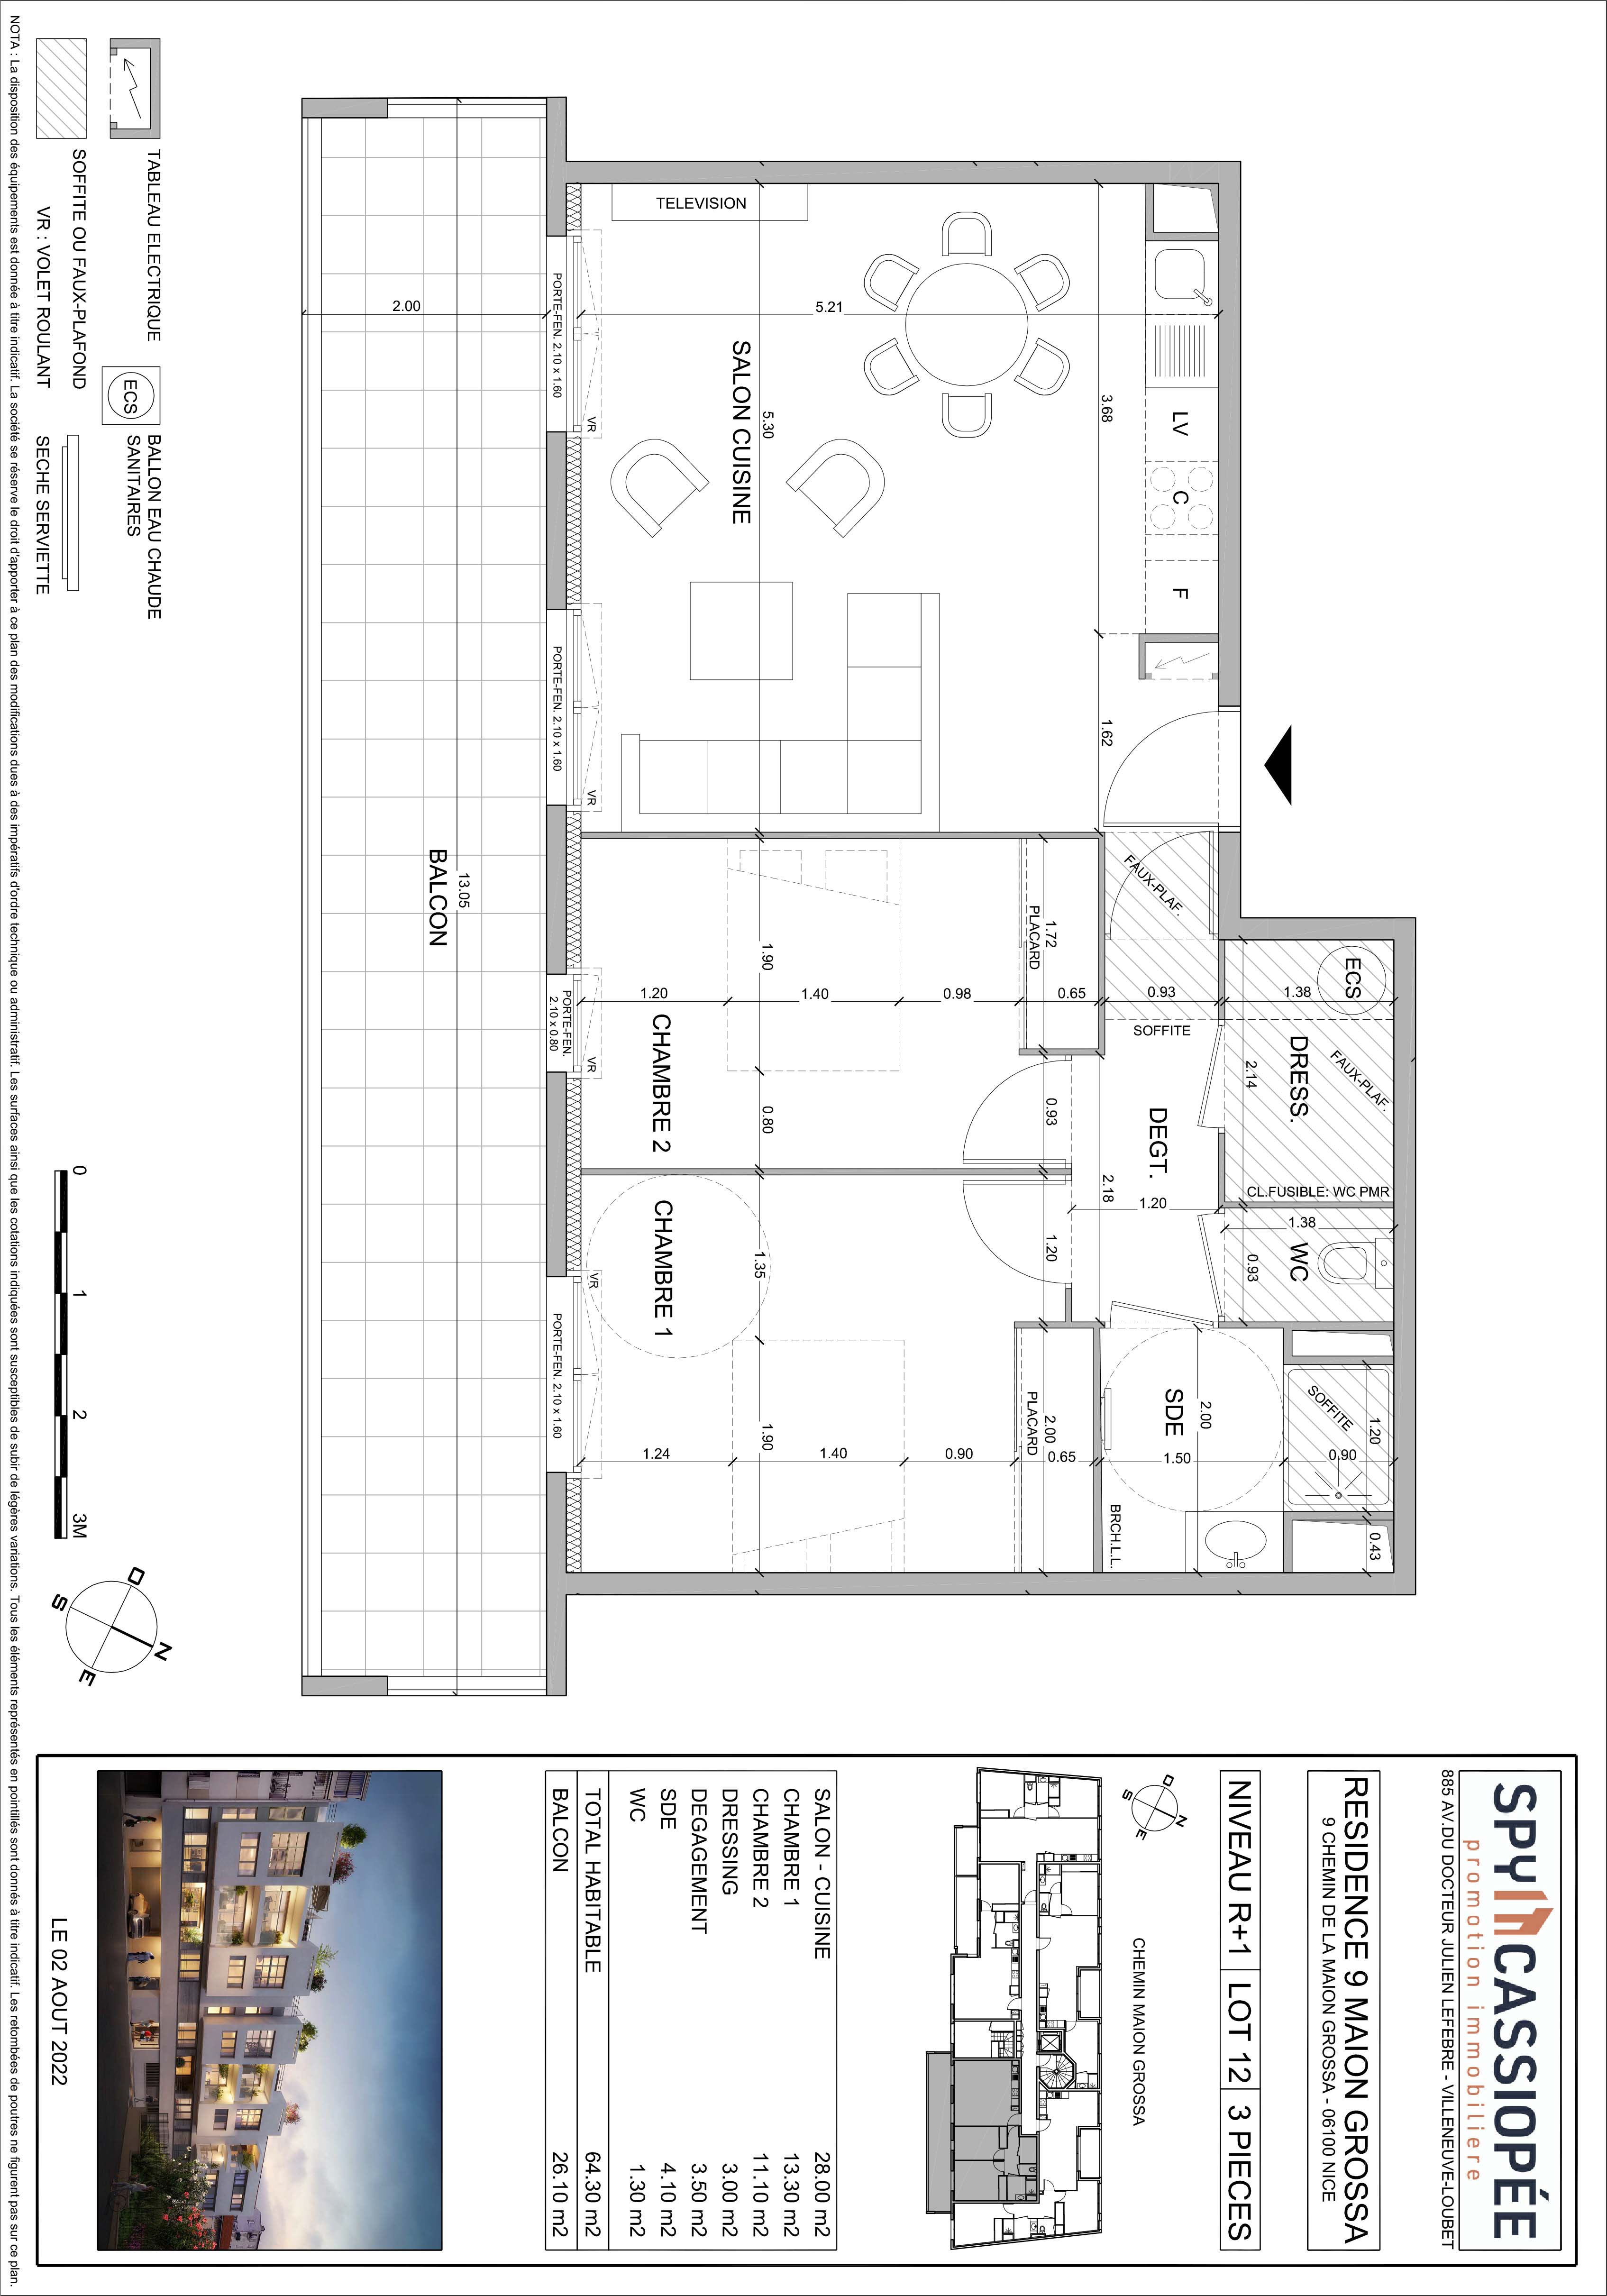 SPY CASSIOPÉE
promotion immobiliere
885 AV.DU DOCTEUR JULIEN LEFEBRE - VILLENEUVE-LOUBET
RESIDENCE 9 MAION GROSSA
9 CHEMIN DE LA MAION GROSSA - 06100 NICE
NIVEAU R+1 LOT 12 3 PIECES
N
O
E
S
CHEMIN MAION GROSSA
SALON - CUISINE 28.00 m2
CHAMBRE 1 13.30 m2
CHAMBRE 2 11.10 m2
DRESSING 3.00 m2
DEGAGEMENT 3.50 m2
SDE 4.10 m2
WC 1.30 m2
TOTAL HABITABLE 64.30 m2
BALCON 26.10 m2
LE 02 AOUT 2022
ECS
FAUX-PLAF.
DRESS.
1.38
2.14
CL.FUSIBLE: WC PMR
1.38
WC
0.93
1.20
0.43
SOFFITE
0.90
2.00
SDE
1.50
BRCH.L.L.
LV
C
F
FAUX-PLAF.
0.93
SOFFITE
DEGT.
1.20
2.18
3.68
1.62
0.65
1.72
PLACARD
0.93
1.20
2.00
0.65
PLACARD
0.98
0.90
5.21
1.40
1.40
5.30
1.90
0.80
1.35
1.90
SALON CUISINE
TELEVISION
1.20
CHAMBRE 2
CHAMBRE 1
1.24
VR
VR
VR
VR
PORTE-FEN. 2.10 x 1.60
PORTE-FEN. 2.10 x 1.60
PORTE-FEN.
2.10 x 0.80
PORTE-FEN. 2.10 x 1.60
13.05
BALCON
2.00
TABLEAU ELECTRIQUE
ECS
BALLON EAU CHAUDE
SANITAIRES
SOFFITE OU FAUX-PLAFOND
VR : VOLET ROULANT
SECHE SERVIETTE
0 1 2 3M
N
O
E
S
NOTA : La disposition des équipements est donnée à titre indicatif. La société se réserve le droit d'apporter à ce plan des modifications dues à des impératifs d'ordre technique ou administratif. Les surfaces ainsi que les cotations indiquées sont susceptibles de subir de légères variations. Tous les éléments représentés en pointillés sont donnés à titre indicatif. Les retombées de poutres ne figurent pas sur ce plan.